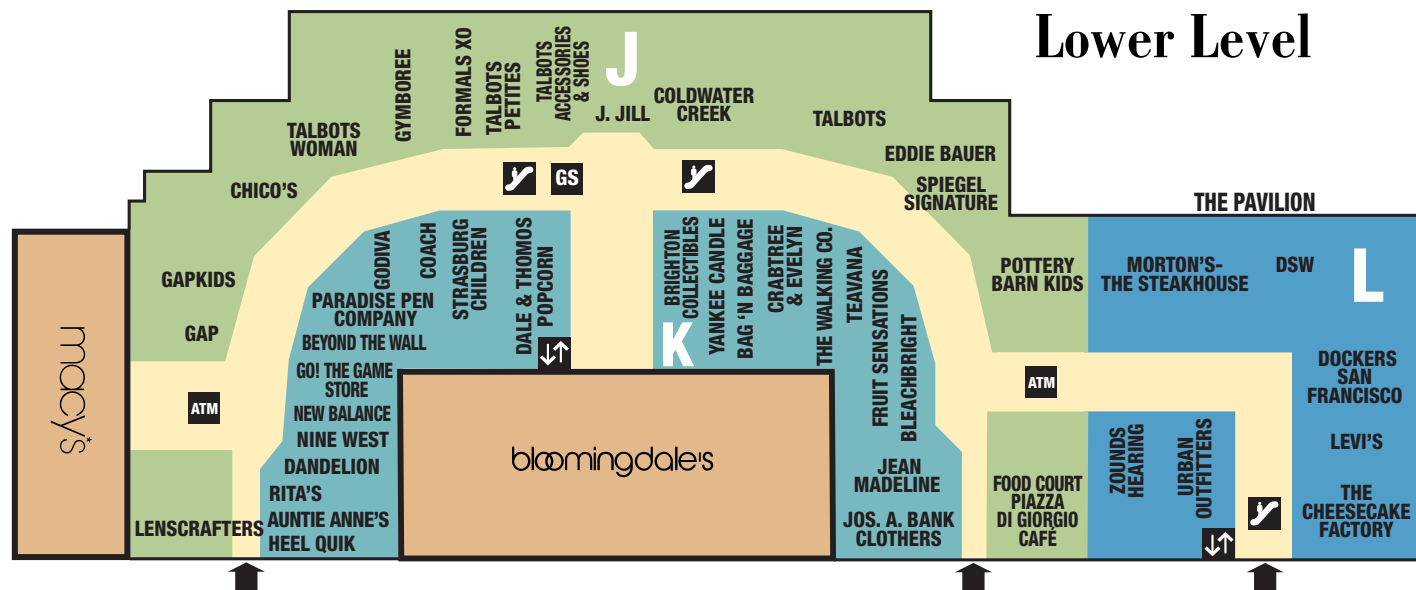 Lower Level
J
GYMBOREE
FORMALS XO
TALBOTS
PETITES
TALBOTS
ACCESSORIES
& SHOES
J. JILL
COLDWATER
CREEK
TALBOTS
TALBOTS
WOMAN
EDDIE BAUER
CHICO'S
GS
SPIEGEL
SIGNATURE
THE PAVILION
GAPKIDS
GAP
GODIVA
COACH
STRASBURG
CHILDREN
DALE & THOMOS
POPCORN
BRIGHTON
COLLECTIBLES
YANKEE CANDLE
BAG 'N BAGGAGE
CRABTREE
& EVELYN
THE WALKING CO.
TEAVANA
FRUIT SENSATIONS
BLEACHBRIGHT
POTTERY
BARN KIDS
MORTON'S-
THE STEAKHOUSE
DSW
L
PARADISE PEN
COMPANY
BEYOND THE WALL
K
GO! THE GAME
STORE
macy's
ATM
NEW BALANCE
NINE WEST
DANDELION
RITA'S
LENSCRAFTERS
AUNTIE ANNE'S
HEEL QUIK
bloomingdale's
JEAN
MADELINE
JOS. A. BANK
CLOTHERS
ATM
FOOD COURT
PIAZZA
DI GIORGIO
CAFÉ
ZOUNDS
HEARING
URBAN
OUTFITTERS
DOCKERS
SAN
FRANCISCO
LEVI'S
THE
CHEESECAKE
FACTORY